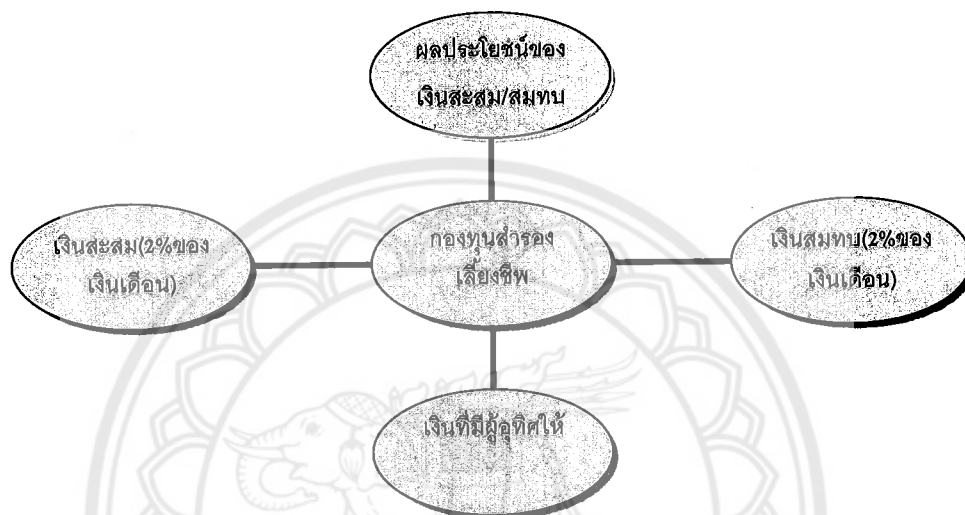 ผลประโยชน์ของ
เงินสะสม/สมทบ
เงินสะสม(2%ของ
เงินเดือน)
กองทุนสำรอง
เลี้ยงชีพ
เงินสมทบ(2%ของ
เงินเดือน)
เงินที่มีผู้อุทิศให้